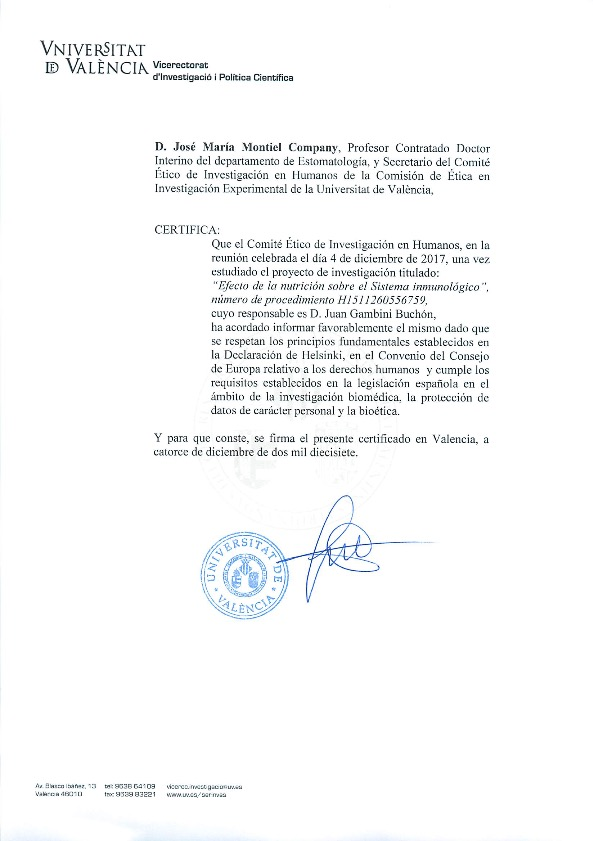 VNIVERSITAT
DE VALÈNCIA Vicerectorat
d'Investigació i Política Científica
D. José María Montiel Company, Profesor Contratado Doctor
Interino del departamento de Estomatología, y Secretario del Comité
Ético de Investigación en Humanos de la Comisión de Ética en
Investigación Experimental de la Universitat de València,
CERTIFICA:
Que el Comité Ético de Investigación en Humanos, en la
reunión celebrada el día 4 de diciembre de 2017, una vez
estudiado el proyecto de investigación titulado:
“Efecto de la nutrición sobre el Sistema inmunológico”,
número de procedimiento H1511260556759,
cuyo responsable es D. Juan Gambini Buchón,
ha acordado informar favorablemente el mismo dado que
se respetan los principios fundamentales establecidos en
la Declaración de Helsinki, en el Convenio del Consejo
de Europa relativo a los derechos humanos y cumple los
requisitos establecidos en la legislación española en el
ámbito de la investigación biomédica, la protección de
datos de carácter personal y la bioética.
Y para que conste, se firma el presente certificado en Valencia, a
catorce de diciembre de dos mil diecisiete.
UNIVERSITAT DE
VALÈNCIA
Av. Blasco Ibáñez, 13 tel: 9638 64109 vicerec.investigacio@uv.es
València 46010 fax: 9639 83221 www.uv.es/serinves